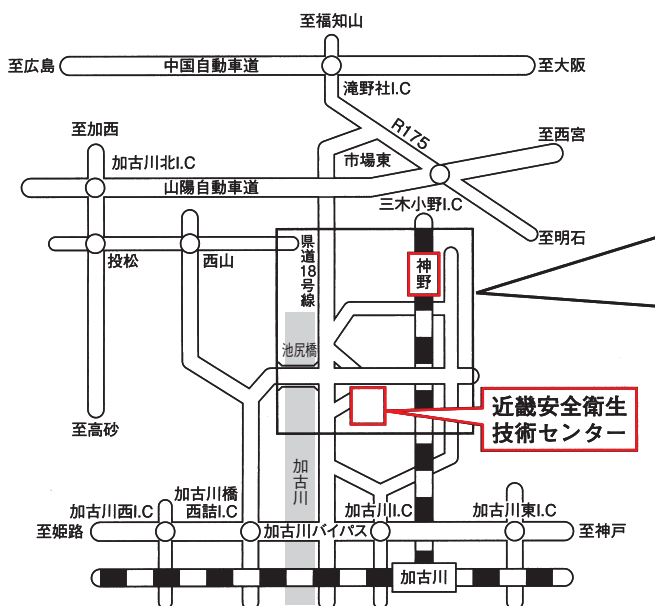 至福知山
至広島
中国自動車道
至大阪
滝野社I.C
R175
至加西
市場東
至西宮
加古川北I.C
山陽自動車道
三木小野I.C
至明石
投松
西山
県道18号線
神野
池尻橋
近畿安全衛生
技術センター
至高砂
加古川
加古川橋
西詰I.C
加古川西I.C
加古川I.C
加古川東I.C
至姫路
加古川バイパス
至神戸
加古川